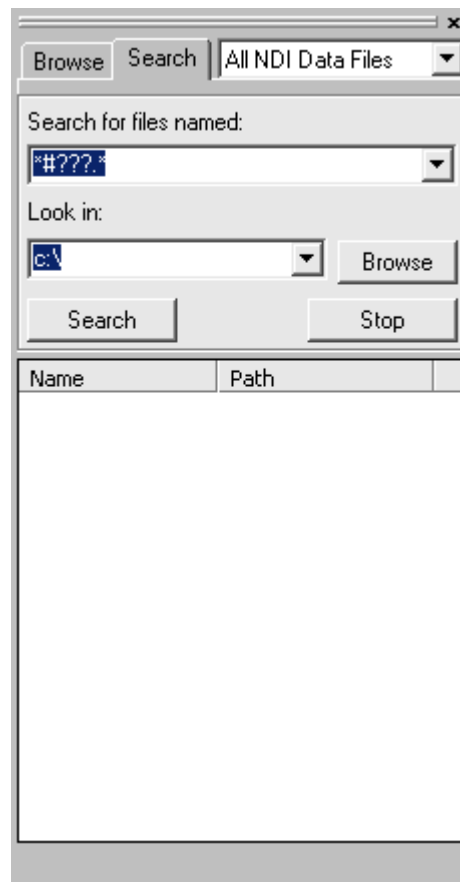 Browse Search All NDI Data Files
Search for files named:
*#???.*
Look in:
c:\ Browse
Search Stop
Name Path